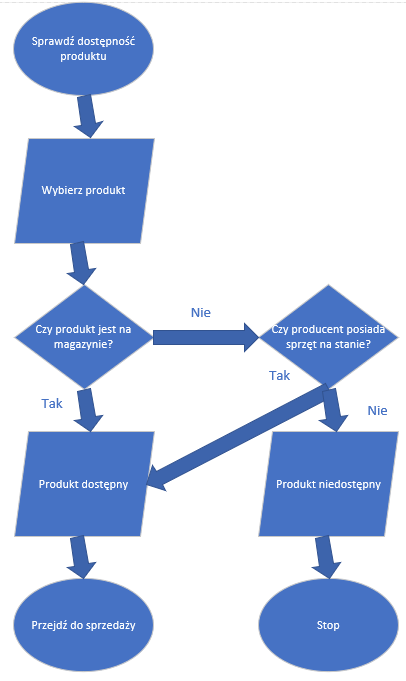 Sprawdź dostępność
produktu
Wybierz produkt
Nie
Czy produkt jest na
magazynie?
Czy producent posiada
sprzęt na stanie?
Tak
Tak
Nie
Produkt dostępny
Produkt niedostępny
Przejdź do sprzedaży
Stop